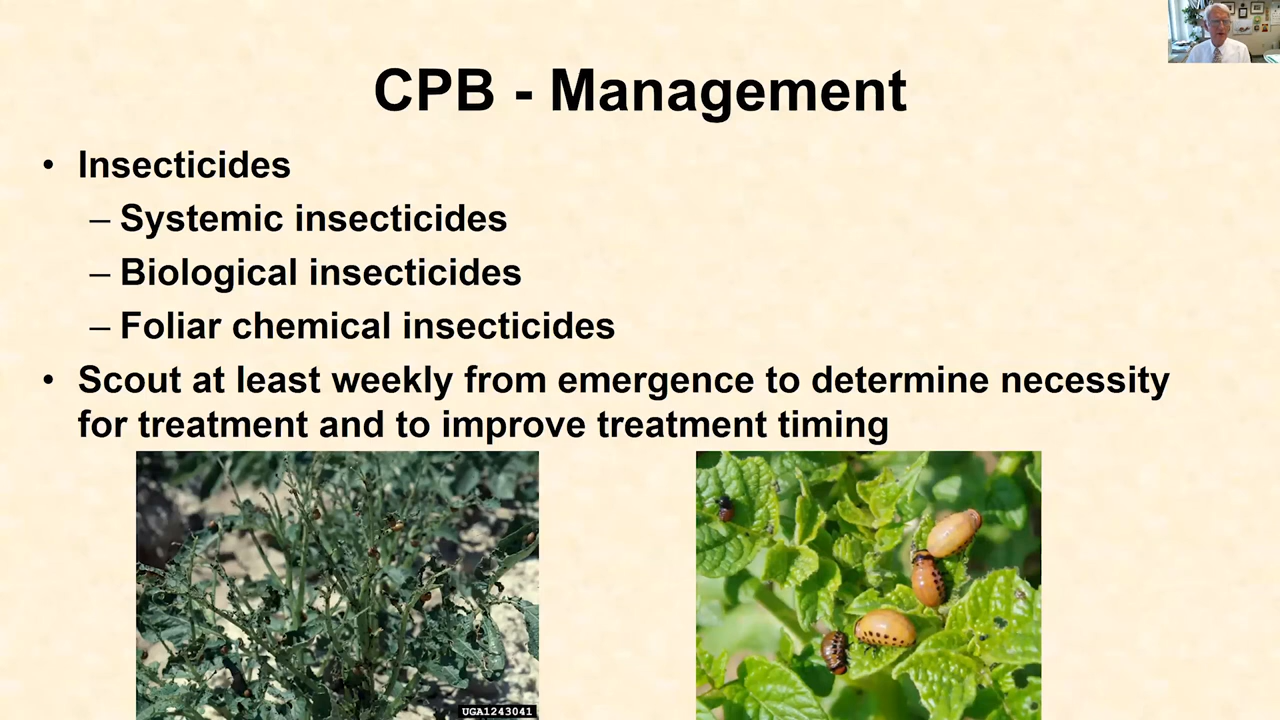 CPB - Management
• Insecticides
– Systemic insecticides
– Biological insecticides
– Foliar chemical insecticides
• Scout at least weekly from emergence to determine necessity
for treatment and to improve treatment timing
UGA1243041